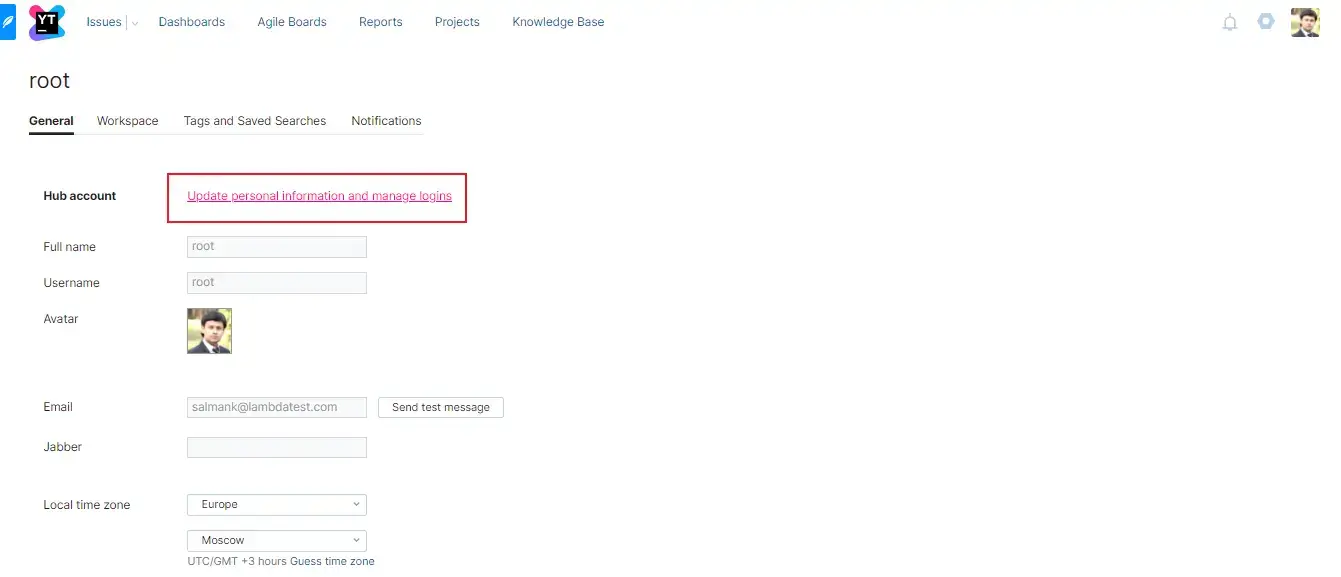 YT
Issues Dashboards Agile Boards Reports Projects Knowledge Base
root
General Workspace Tags and Saved Searches Notifications
Hub account Update personal information and manage logins
Full name root
Username root
Avatar
Email salmank@lambdatest.com Send test message
Jabber
Local time zone Europe
Moscow
UTC/GMT +3 hours Guess time zone